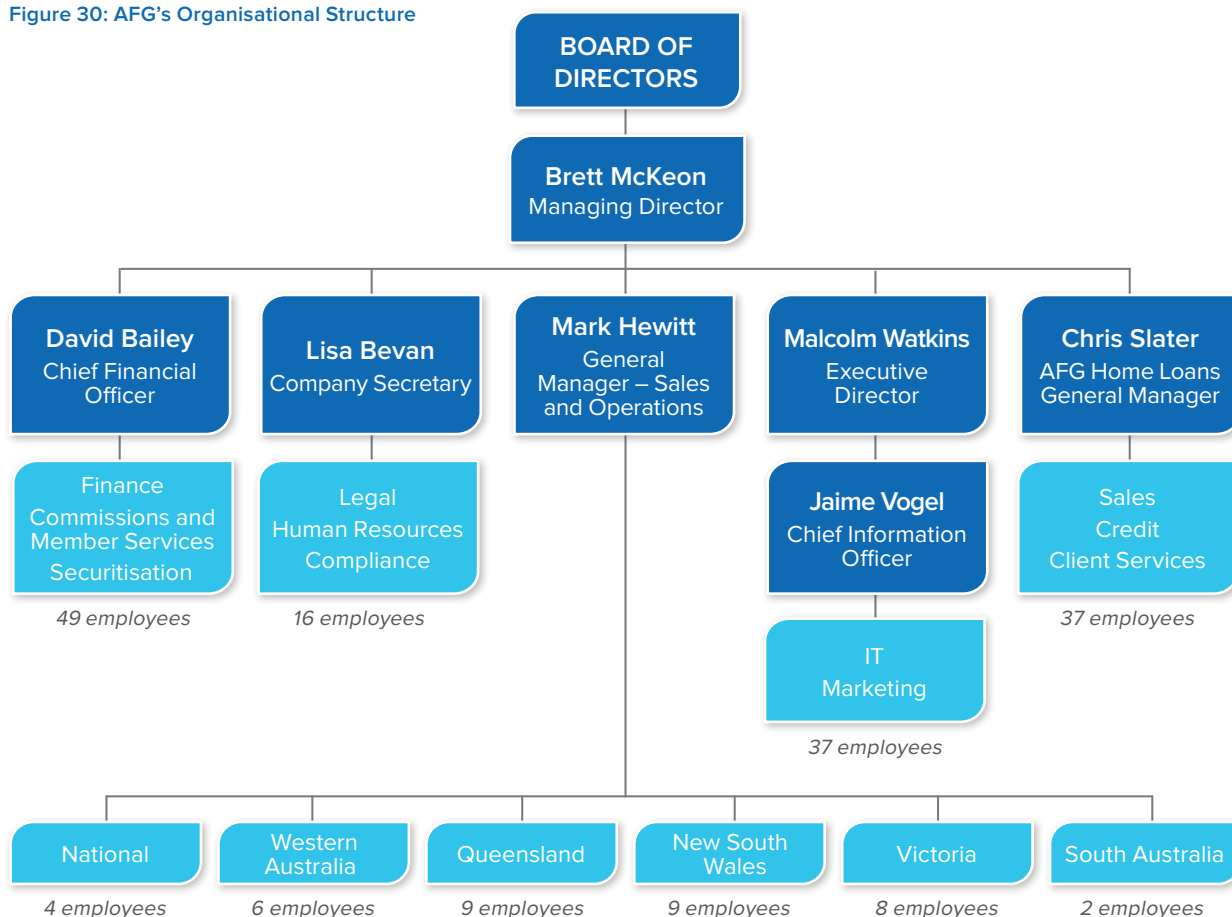 Figure 30: AFG's Organisational Structure
BOARD OF
DIRECTORS
Brett McKeon
Managing Director
David Bailey
Chief Financial
Officer
Lisa Bevan
Company Secretary
Mark Hewitt
General
Manager – Sales
and Operations
Malcolm Watkins
Executive
Director
Chris Slater
AFG Home Loans
General Manager
Finance
Commissions and
Member Services
Securitisation
49 employees
Legal
Human Resources
Compliance
16 employees
Jaime Vogel
Chief Information
Officer
IT
Marketing
37 employees
Sales
Credit
Client Services
37 employees
National
4 employees
Western
Australia
6 employees
Queensland
9 employees
New South
Wales
9 employees
Victoria
8 employees
South Australia
2 employees